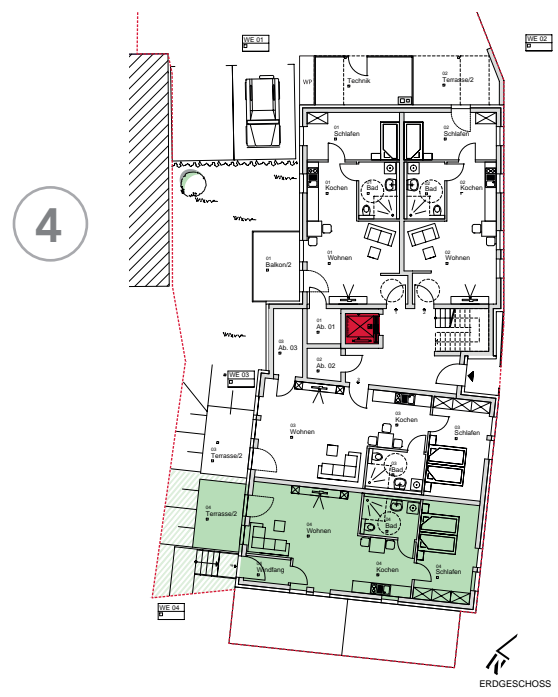 WE 01
WE 02
WP
Technik
02
Terrasse/2
01
Schlafen
02
Schlafen
01
Kochen
Bad
Bad
02
Kochen
4
01
Wohnen
02
Wohnen
01
Balkon/2
01
Ab. 01
03
Ab. 03
02
Ab. 02
WE 03
03
Wohnen
03
Kochen
03
Schlafen
03
Terrasse/2
03
Bad
04
Terrasse/2
04
Wohnen
04
Bad
Windfang
04
Kochen
04
Schlafen
WE 04
ERDGESCHOSS